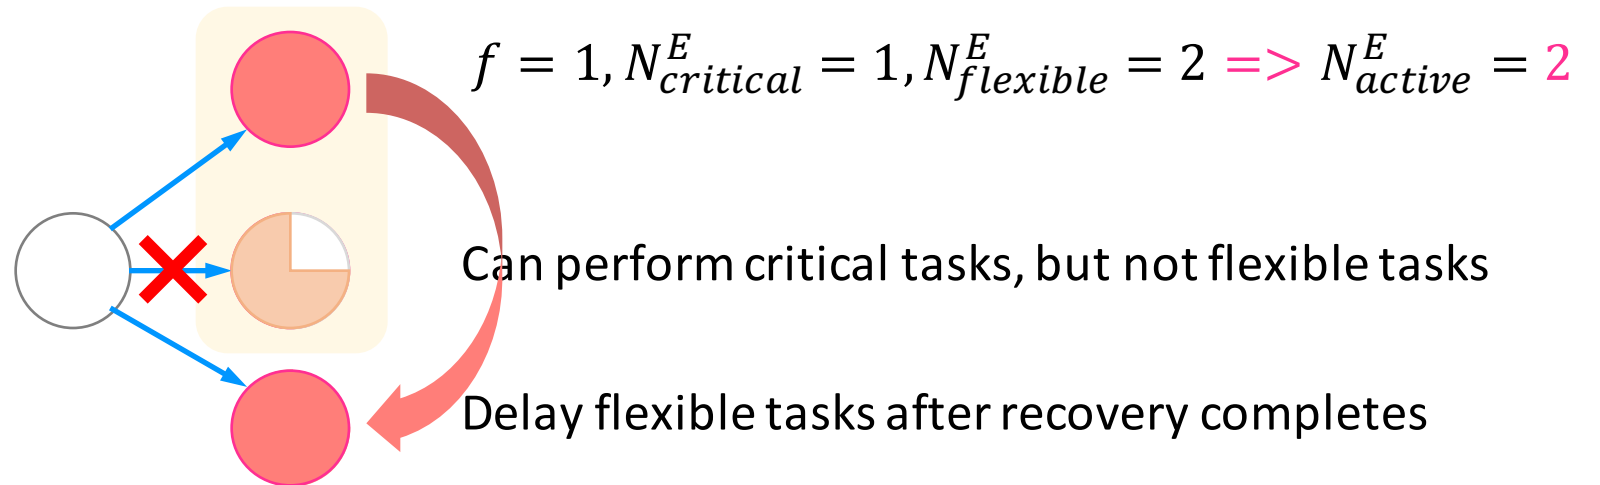 f = 1, N^E_critical = 1, N^E_flexible = 2 => N^E_active = 2
Can perform critical tasks, but not flexible tasks
Delay flexible tasks after recovery completes